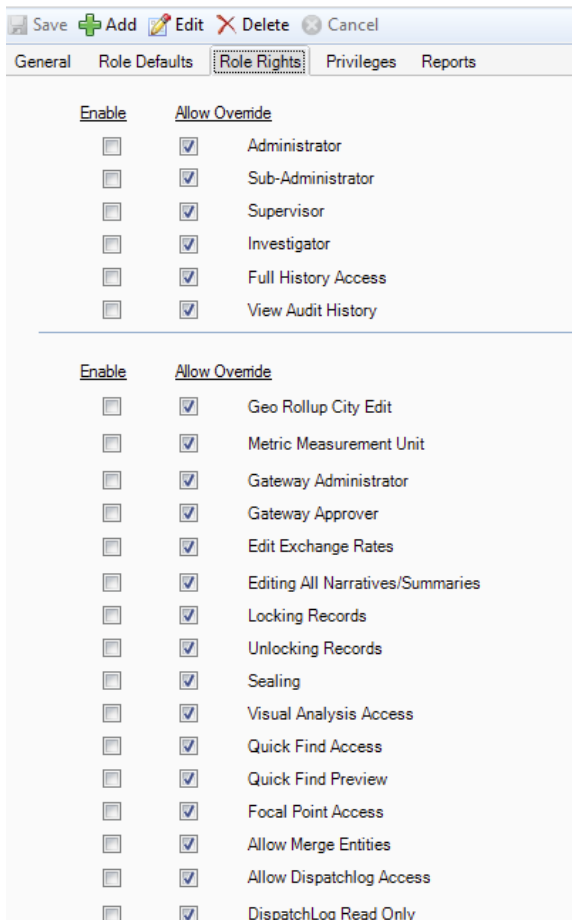 Save Add Edit Delete Cancel
General Role Defaults Role Rights Privileges Reports
Enable Allow Override
Administrator
Sub-Administrator
Supervisor
Investigator
Full History Access
View Audit History
Enable Allow Override
Geo Rollup City Edit
Metric Measurement Unit
Gateway Administrator
Gateway Approver
Edit Exchange Rates
Editing All Narratives/Summaries
Locking Records
Unlocking Records
Sealing
Visual Analysis Access
Quick Find Access
Quick Find Preview
Focal Point Access
Allow Merge Entities
Allow Dispatchlog Access
DispatchLog Read Only